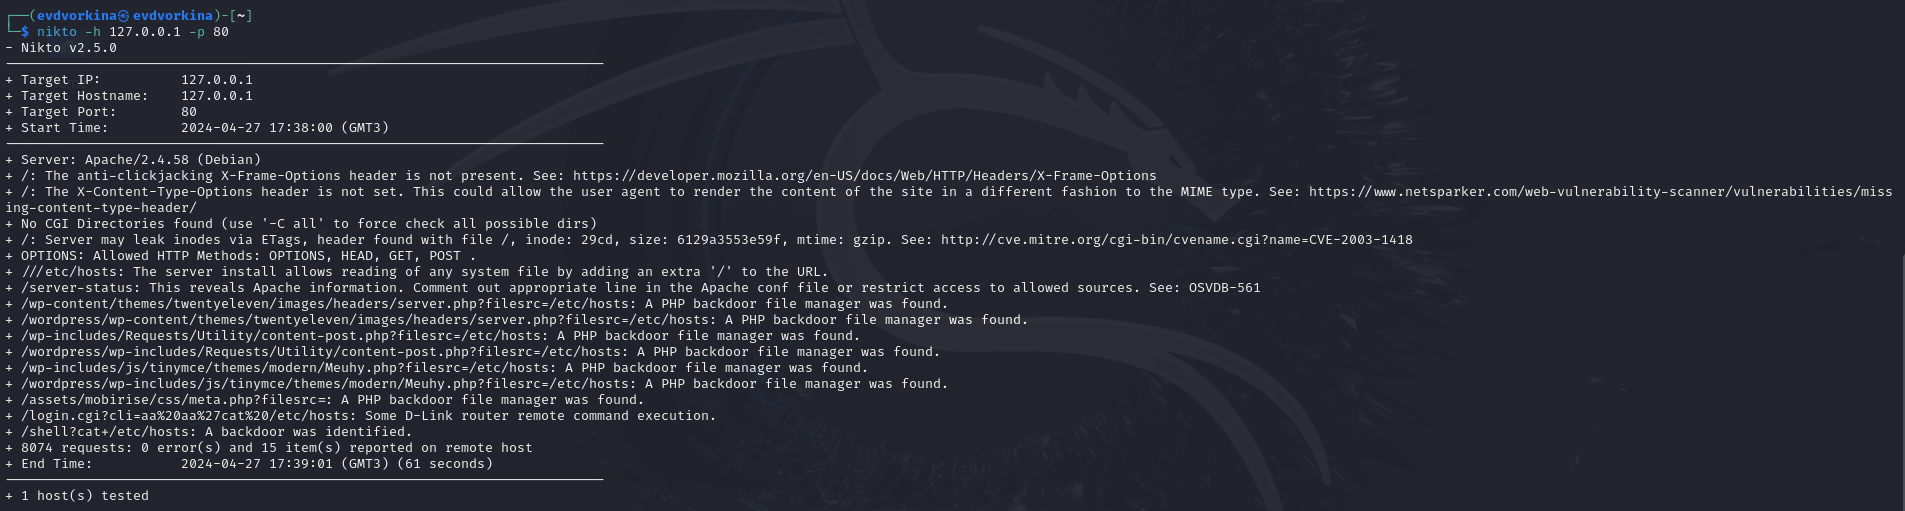 ┌──(evdvorkina㉿evdvorkina)-[~]
└─$ nikto -h 127.0.0.1 -p 80
- Nikto v2.5.0
---------------------------------------------------------------------------
+ Target IP:          127.0.0.1
+ Target Hostname:    127.0.0.1
+ Target Port:        80
+ Start Time:         2024-04-27 17:38:00 (GMT3)
---------------------------------------------------------------------------
+ Server: Apache/2.4.58 (Debian)
+ /: The anti-clickjacking X-Frame-Options header is not present. See: https://developer.mozilla.org/en-US/docs/Web/HTTP/Headers/X-Frame-Options
+ /: The X-Content-Type-Options header is not set. This could allow the user agent to render the content of the site in a different fashion to the MIME type. See: https://www.netsparker.com/web-vulnerability-scanner/vulnerabilities/miss
ing-content-type-header/
+ No CGI Directories found (use '-C all' to force check all possible dirs)
+ /: Server may leak inodes via ETags, header found with file /, inode: 29cd, size: 6129a3553e59f, mtime: gzip. See: http://cve.mitre.org/cgi-bin/cvename.cgi?name=CVE-2003-1418
+ OPTIONS: Allowed HTTP Methods: OPTIONS, HEAD, GET, POST .
+ ///etc/hosts: The server install allows reading of any system file by adding an extra '/' to the URL.
+ /server-status: This reveals Apache information. Comment out appropriate line in the Apache conf file or restrict access to allowed sources. See: OSVDB-561
+ /wp-content/themes/twentyeleven/images/headers/server.php?filesrc=/etc/hosts: A PHP backdoor file manager was found.
+ /wordpress/wp-content/themes/twentyeleven/images/headers/server.php?filesrc=/etc/hosts: A PHP backdoor file manager was found.
+ /wp-includes/Requests/Utility/content-post.php?filesrc=/etc/hosts: A PHP backdoor file manager was found.
+ /wordpress/wp-includes/Requests/Utility/content-post.php?filesrc=/etc/hosts: A PHP backdoor file manager was found.
+ /wp-includes/js/tinymce/themes/modern/Meuhy.php?filesrc=/etc/hosts: A PHP backdoor file manager was found.
+ /wordpress/wp-includes/js/tinymce/themes/modern/Meuhy.php?filesrc=/etc/hosts: A PHP backdoor file manager was found.
+ /assets/mobirise/css/meta.php?filesrc=: A PHP backdoor file manager was found.
+ /login.cgi?cli=aa%20aa%27cat%20/etc/hosts: Some D-Link router remote command execution.
+ /shell?cat+/etc/hosts: A backdoor was identified.
+ 8074 requests: 0 error(s) and 15 item(s) reported on remote host
+ End Time:           2024-04-27 17:39:01 (GMT3) (61 seconds)
---------------------------------------------------------------------------
+ 1 host(s) tested